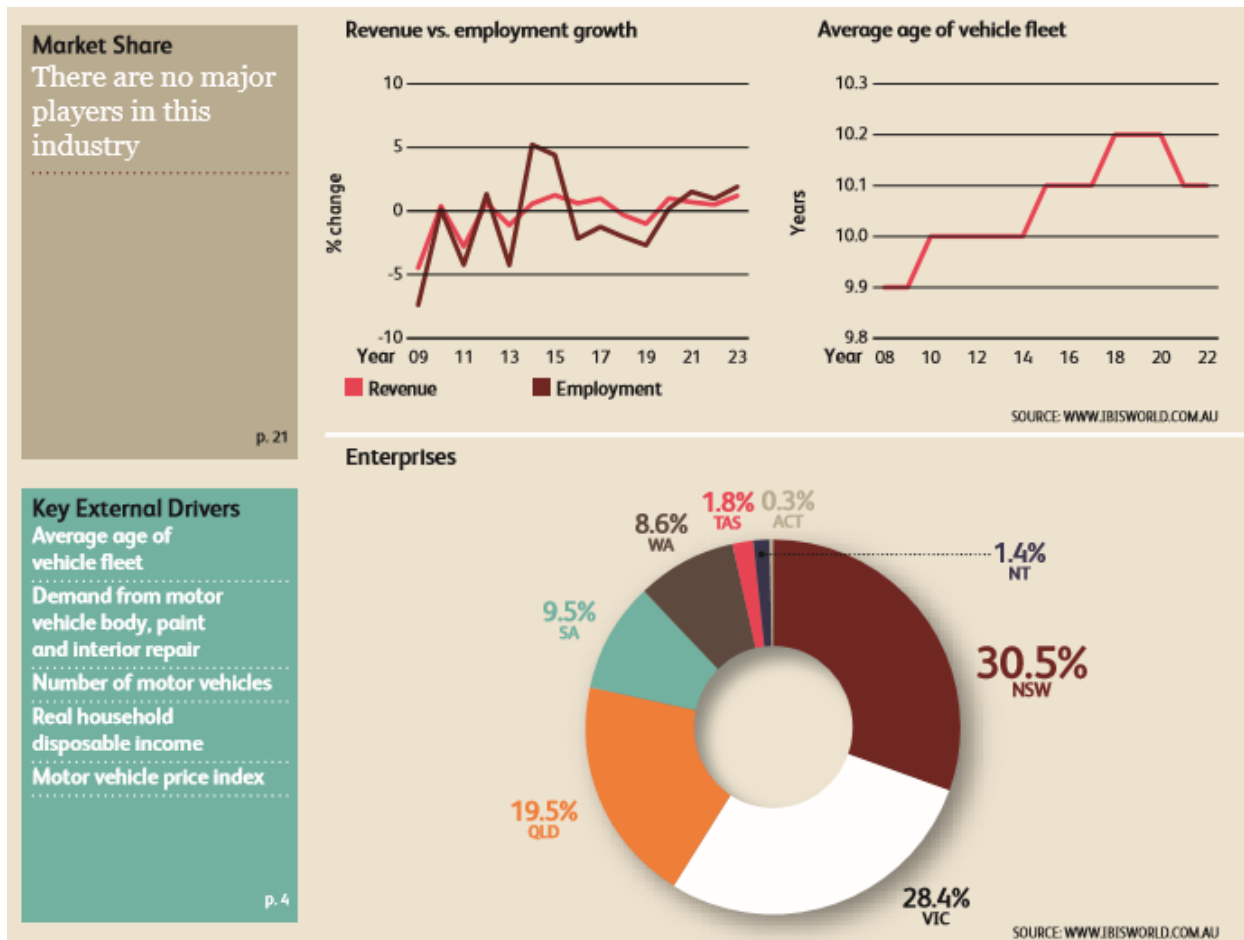 Market Share
There are no major
players in this
industry
p. 21
Key External Drivers
Average age of
vehicle fleet
Demand from motor
vehicle body, paint
and interior repair
Number of motor vehicles
Real household
disposable income
Motor vehicle price index
p. 4
Revenue vs. employment growth
% change
10
5
0
-5
-10
Year 09 11 13 15 17 19 21 23
Revenue Employment
Average age of vehicle fleet
Years
10.3
10.2
10.1
10.0
9.9
9.8
Year 08 10 12 14 16 18 20 22
SOURCE: WWW.IBISWORLD.COM.AU
Enterprises
1.8%
TAS
0.3%
ACT
8.6%
WA
1.4%
NT
9.5%
SA
30.5%
NSW
19.5%
QLD
28.4%
VIC
SOURCE: WWW.IBISWORLD.COM.AU